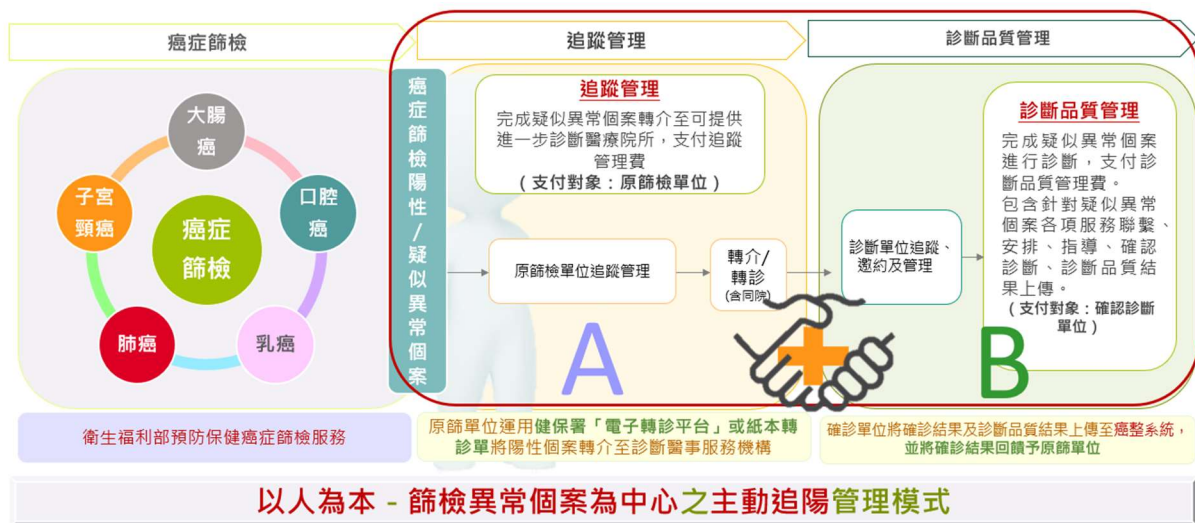 癌症篩檢
追蹤管理
診斷品質管理
大腸
癌
子宮
頸癌
口腔
癌
癌症
篩檢
肺癌
乳癌
衛生福利部預防保健癌症篩檢服務
癌症篩檢陽性/疑似異常個案
追蹤管理
完成疑似異常個案轉介至可提供
進一步診斷醫療院所，支付追蹤
管理費
（支付對象：原篩檢單位）
原篩檢單位追蹤管理
轉介/
轉診
(含同院)
A
原篩單位運用健保署「電子轉診平台」或紙本轉
診單將陽性個案轉介至診斷醫事服務機構
診斷單位追蹤、
邀約及管理
診斷品質管理
完成疑似異常個案
進行診斷，支付診
斷品質管理費。
包含針對疑似異常
個案各項服務聯繫、
安排、指導、確認
診斷、診斷品質結
果上傳。
（支付對象：確認診斷
單位）
B
確診單位將確診結果及診斷品質結果上傳至癌整系統，
並將確診結果回饋予原篩單位
以人為本 - 篩檢異常個案為中心之主動追陽管理模式